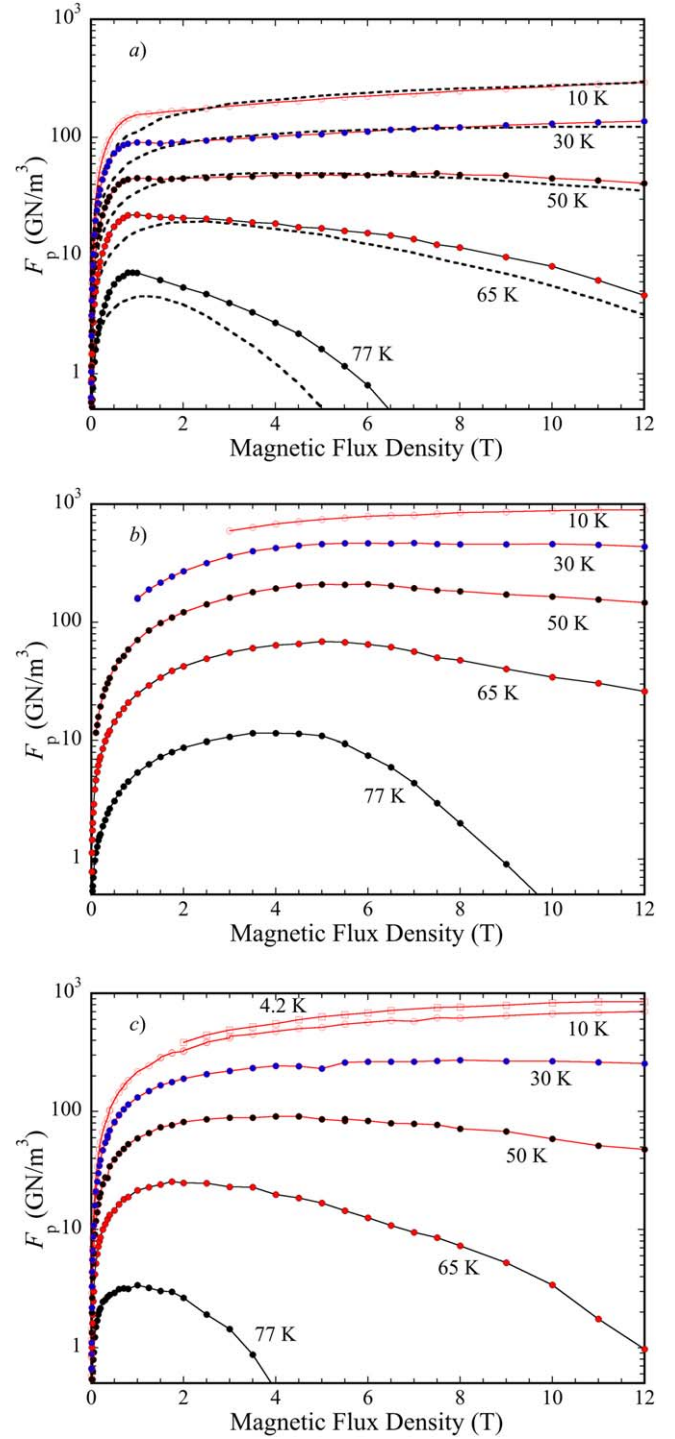 10³
a)
10 K
100
30 K
50 K
F_p (GN/m³)
10
65 K
77 K
1
0 2 4 6 8 10 12
Magnetic Flux Density (T)
10³
b)
10 K
30 K
100
50 K
F_p (GN/m³)
65 K
10
77 K
1
0 2 4 6 8 10 12
Magnetic Flux Density (T)
10³
c)
4.2 K
10 K
30 K
100
50 K
F_p (GN/m³)
10
65 K
77 K
1
0 2 4 6 8 10 12
Magnetic Flux Density (T)